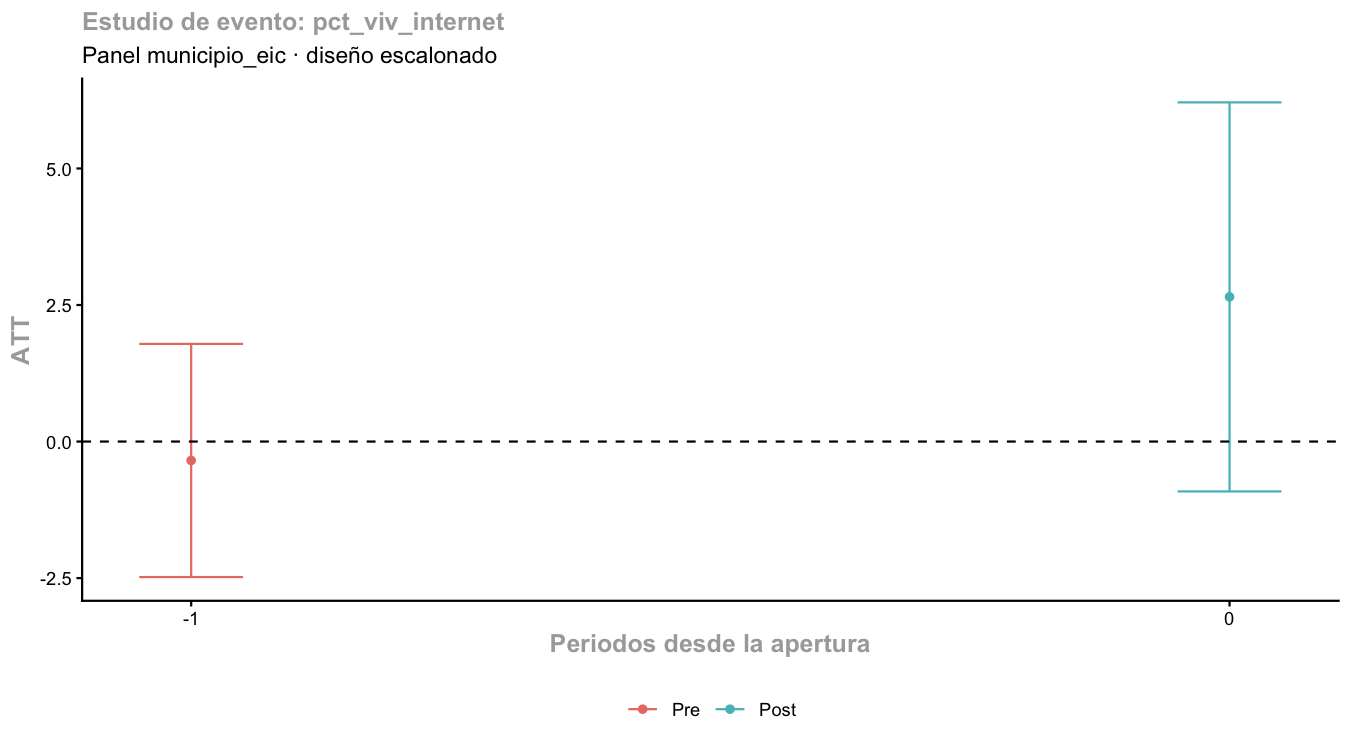 Estudio de evento: pct_viv_internet
Panel municipio_eic · diseño escalonado
ATT
5.0
2.5
0.0
-2.5
-1
0
Periodos desde la apertura
Pre
Post